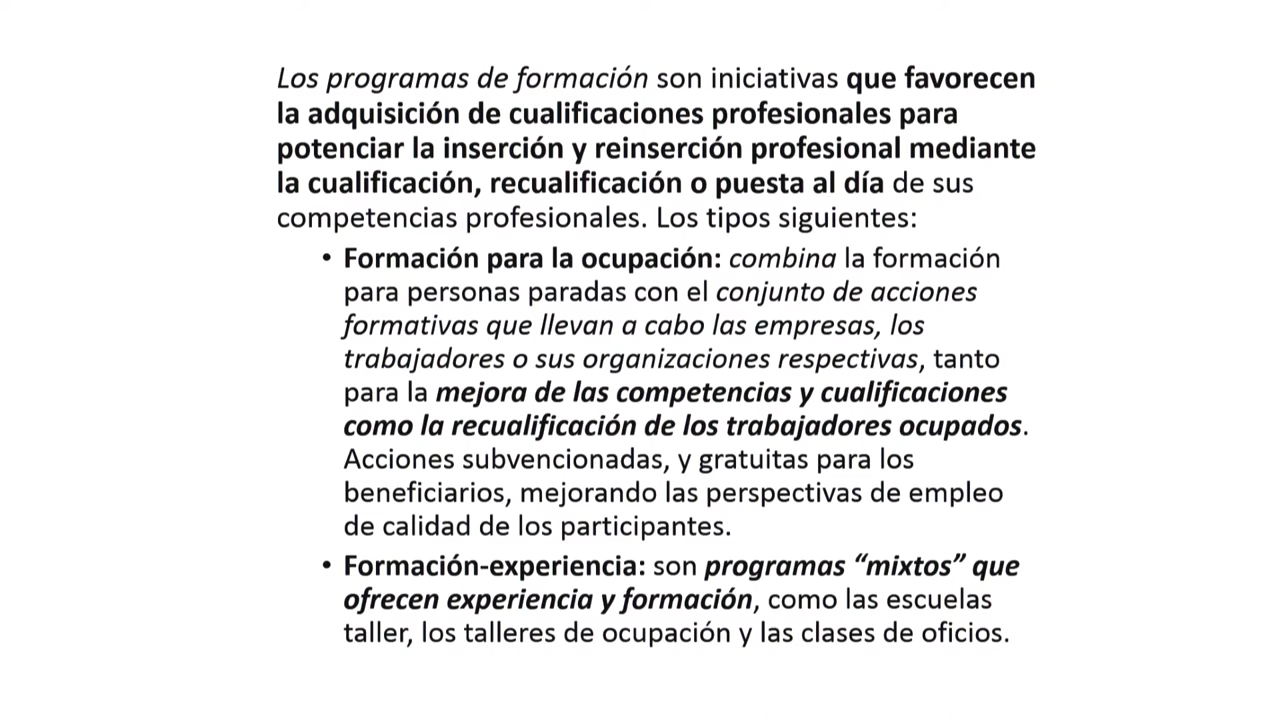 Los programas de formación son iniciativas que favorecen
la adquisición de cualificaciones profesionales para
potenciar la inserción y reinserción profesional mediante
la cualificación, recualificación o puesta al día de sus
competencias profesionales. Los tipos siguientes:
• Formación para la ocupación: combina la formación
para personas paradas con el conjunto de acciones
formativas que llevan a cabo las empresas, los
trabajadores o sus organizaciones respectivas, tanto
para la mejora de las competencias y cualificaciones
como la recualificación de los trabajadores ocupados.
Acciones subvencionadas, y gratuitas para los
beneficiarios, mejorando las perspectivas de empleo
de calidad de los participantes.
• Formación-experiencia: son programas “mixtos” que
ofrecen experiencia y formación, como las escuelas
taller, los talleres de ocupación y las clases de oficios.